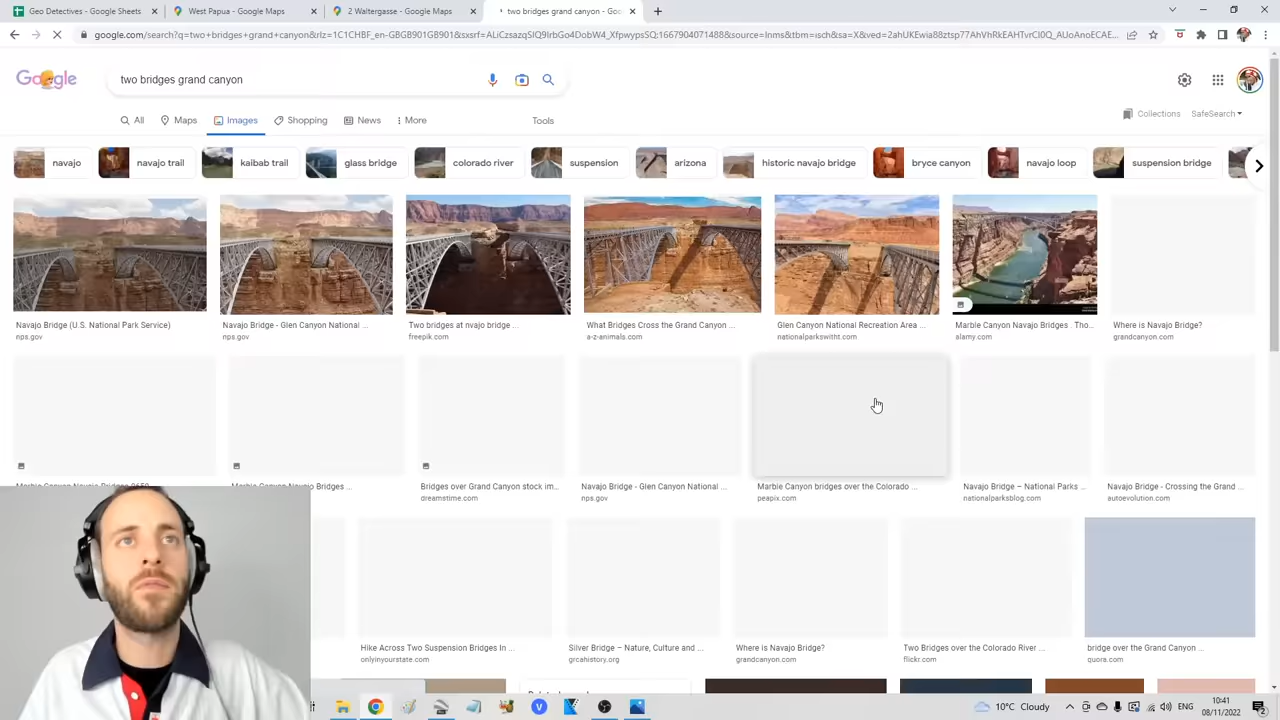 Geo Detectives - Google Sheets
West Papua - Google Maps
2 Waltergasse - Google Maps
two bridges grand canyon - Goo
Google
two bridges grand canyon
All
Maps
Images
Shopping
News
More
Tools
Collections
SafeSearch
navajo
navajo trail
kaibab trail
glass bridge
colorado river
suspension
arizona
historic navajo bridge
bryce canyon
navajo loop
suspension bridge
Navajo Bridge (U.S. National Park Service)
nps.gov
Navajo Bridge - Glen Canyon National ...
nps.gov
Two bridges at nvajo bridge ...
freepik.com
What Bridges Cross the Grand Canyon ...
a-z-animals.com
Glen Canyon National Recreation Area ...
nationalparkswitht.com
Marble Canyon Navajo Bridges . Tho...
alamy.com
Where is Navajo Bridge?
grandcanyon.com
Bridges over Grand Canyon stock im...
dreamstime.com
Navajo Bridge - Glen Canyon National ...
nps.gov
Marble Canyon bridges over the Colorado ...
peapix.com
Navajo Bridge – National Parks ...
nationalparksblog.com
Navajo Bridge - Crossing the Grand ...
autoevolution.com
Hike Across Two Suspension Bridges In ...
onlyinyourstate.com
Silver Bridge – Nature, Culture and ...
grcahistory.org
Where is Navajo Bridge?
grandcanyon.com
Two Bridges over the Colorado River ...
flickr.com
bridge over the Grand Canyon ...
quora.com
10°C Cloudy
ENG
10:41
08/11/2022